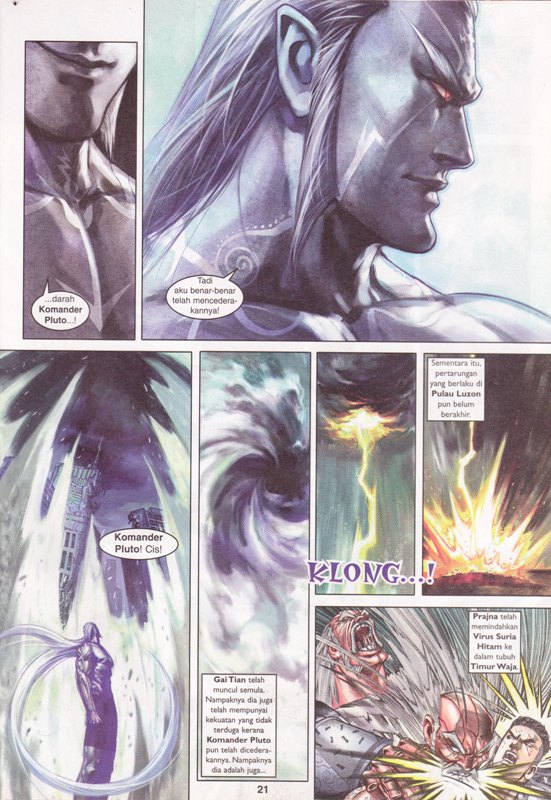 ...darah
Komander
Pluto...!
Tadi
aku benar-benar
telah mencedera-
kannya!
Komander
Pluto! Cis!
Gai Tian telah
muncul semula.
Nampaknya dia juga
telah mempunyai
kekuatan yang tidak
terduga kerana
Komander Pluto
pun telah dicedera-
kannya. Nampaknya
dia adalah juga...
KLONG...!
Sementara itu,
pertarungan
yang berlaku di
Pulau Luzon
pun belum
berakhir.
Prajna telah
memindahkan
Virus Suria
Hitam ke
dalam tubuh
Timur Waja.
21